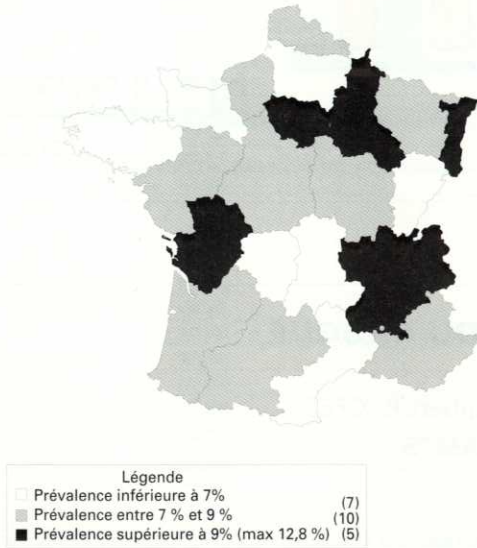 Légende
Prévalence inférieure à 7% (7)
Prévalence entre 7 % et 9 % (10)
Prévalence supérieure à 9% (max 12,8 %) (5)